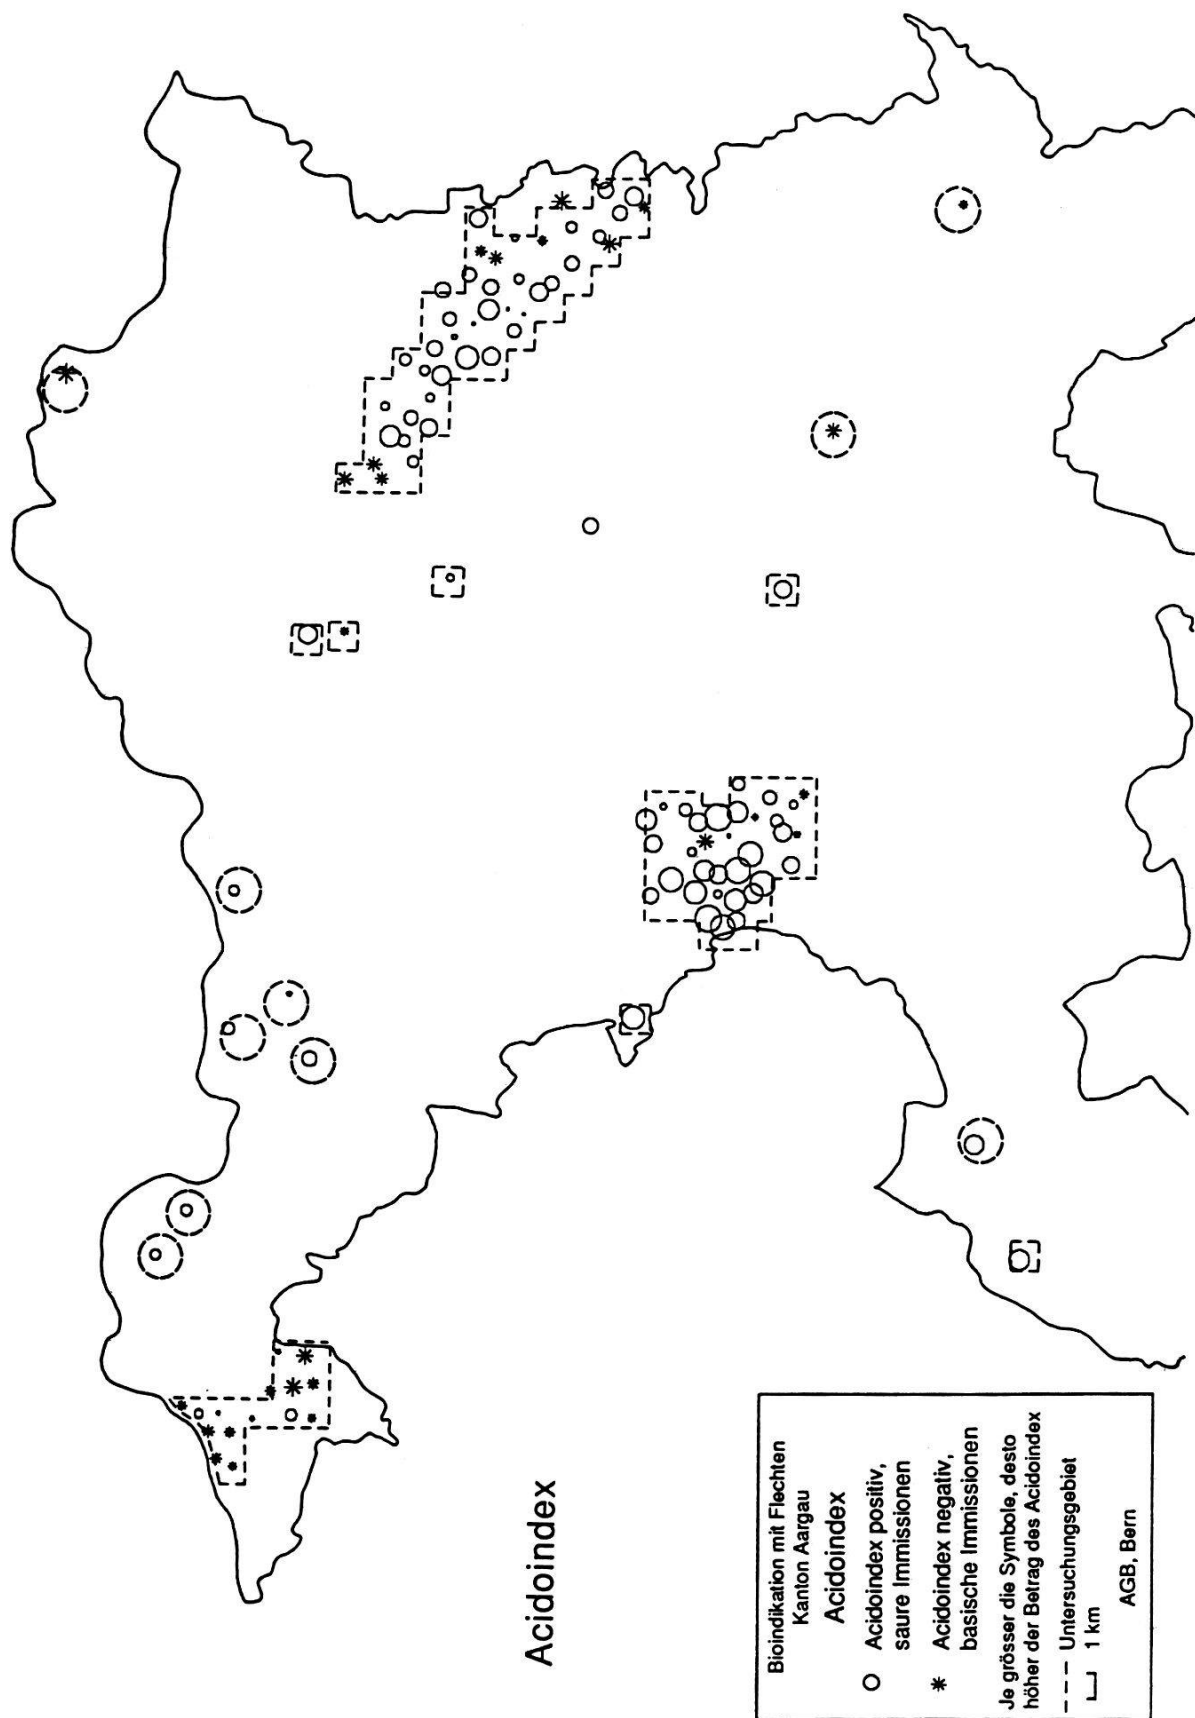 Acidoindex
Bioindikation mit Flechten
Kanton Aargau
Acidoindex
Acidoindex positiv,
saure Immissionen
Acidoindex negativ,
basische Immissionen
Je grösser die Symbole, desto
höher der Betrag des Acidoindex
Untersuchungsgebiet
1 km
AGB, Bern